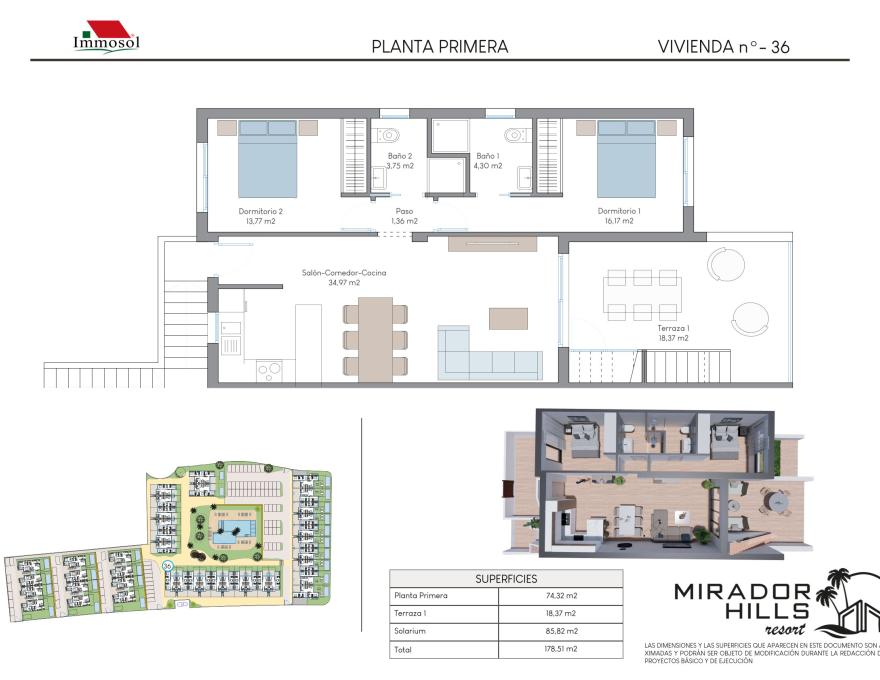 Immosol
PLANTA PRIMERA
VIVIENDA nº- 36
Baño 2
3,75 m2
Baño 1
4,30 m2
Dormitorio 2
13,77 m2
Paso
1,36 m2
Dormitorio 1
16,17 m2
Salón-Comedor-Cocina
34,97 m2
Terraza 1
18,37 m2
36
SUPERFICIES
Planta Primera 74,32 m2
Terraza 1 18,37 m2
Solarium 85,82 m2
Total 178,51 m2
MIRADOR
HILLS
resort
LAS DIMENSIONES Y LAS SUPERFICIES QUE APARECEN EN ESTE DOCUMENTO SON A
XIMADAS Y PODRÁN SER OBJETO DE MODIFICACIÓN DURANTE LA REDACCIÓN D
PROYECTOS BÁSICO Y DE EJECUCIÓN